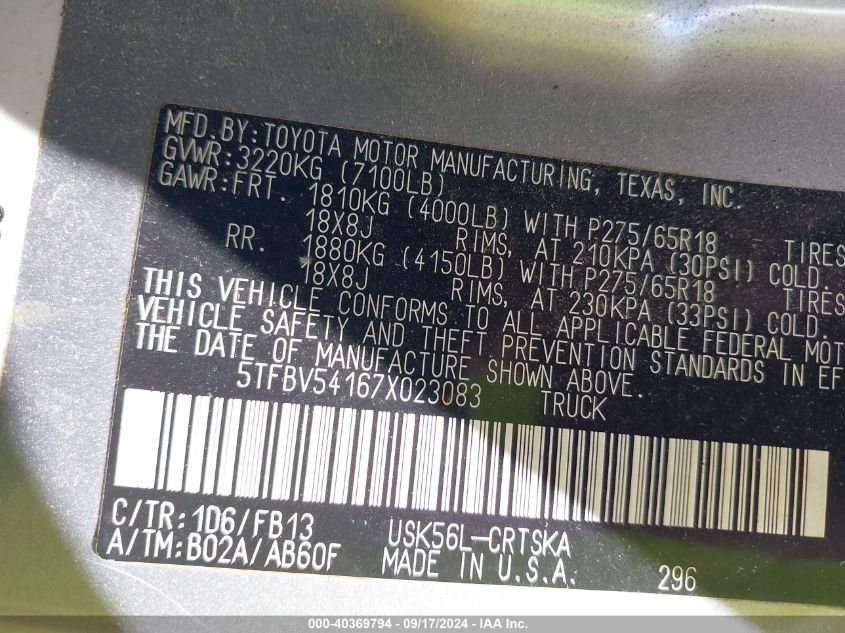 MFD. BY: TOYOTA MOTOR MANUFACTURING, TEXAS, INC.
GVWR: 3220KG (7100LB)
GAWR: FRT. 1810KG (4000LB) WITH P275/65R18 TIRES
18X8J RIMS, AT 210KPA (30PSI) COLD.
RR. 1880KG (4150LB) WITH P275/65R18 TIRES
18X8J RIMS, AT 230KPA (33PSI) COLD.
THIS VEHICLE CONFORMS TO ALL APPLICABLE FEDERAL MOT
VEHICLE SAFETY AND THEFT PREVENTION STANDARDS IN EF
THE DATE OF MANUFACTURE SHOWN ABOVE.
5TFBV54167X023083 TRUCK
C/TR: 1D6/FB13 USK56L-CRTSKA
A/TM: B02A/AB60F MADE IN U.S.A. 296
000-40369794 - 09/17/2024 - IAA Inc.